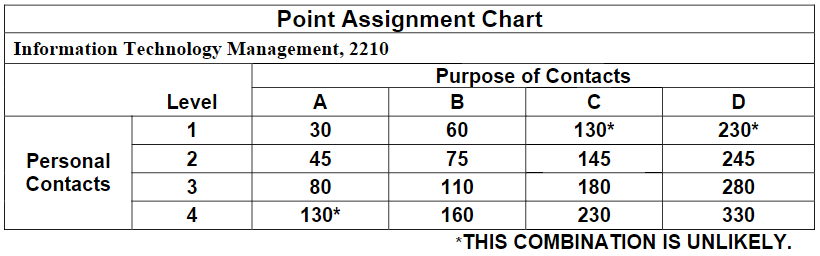 Point Assignment Chart
Information Technology Management, 2210
Purpose of Contacts
Level A B C D
1 30 60 130* 230*
Personal Contacts 2 45 75 145 245
3 80 110 180 280
4 130* 160 230 330
*THIS COMBINATION IS UNLIKELY.